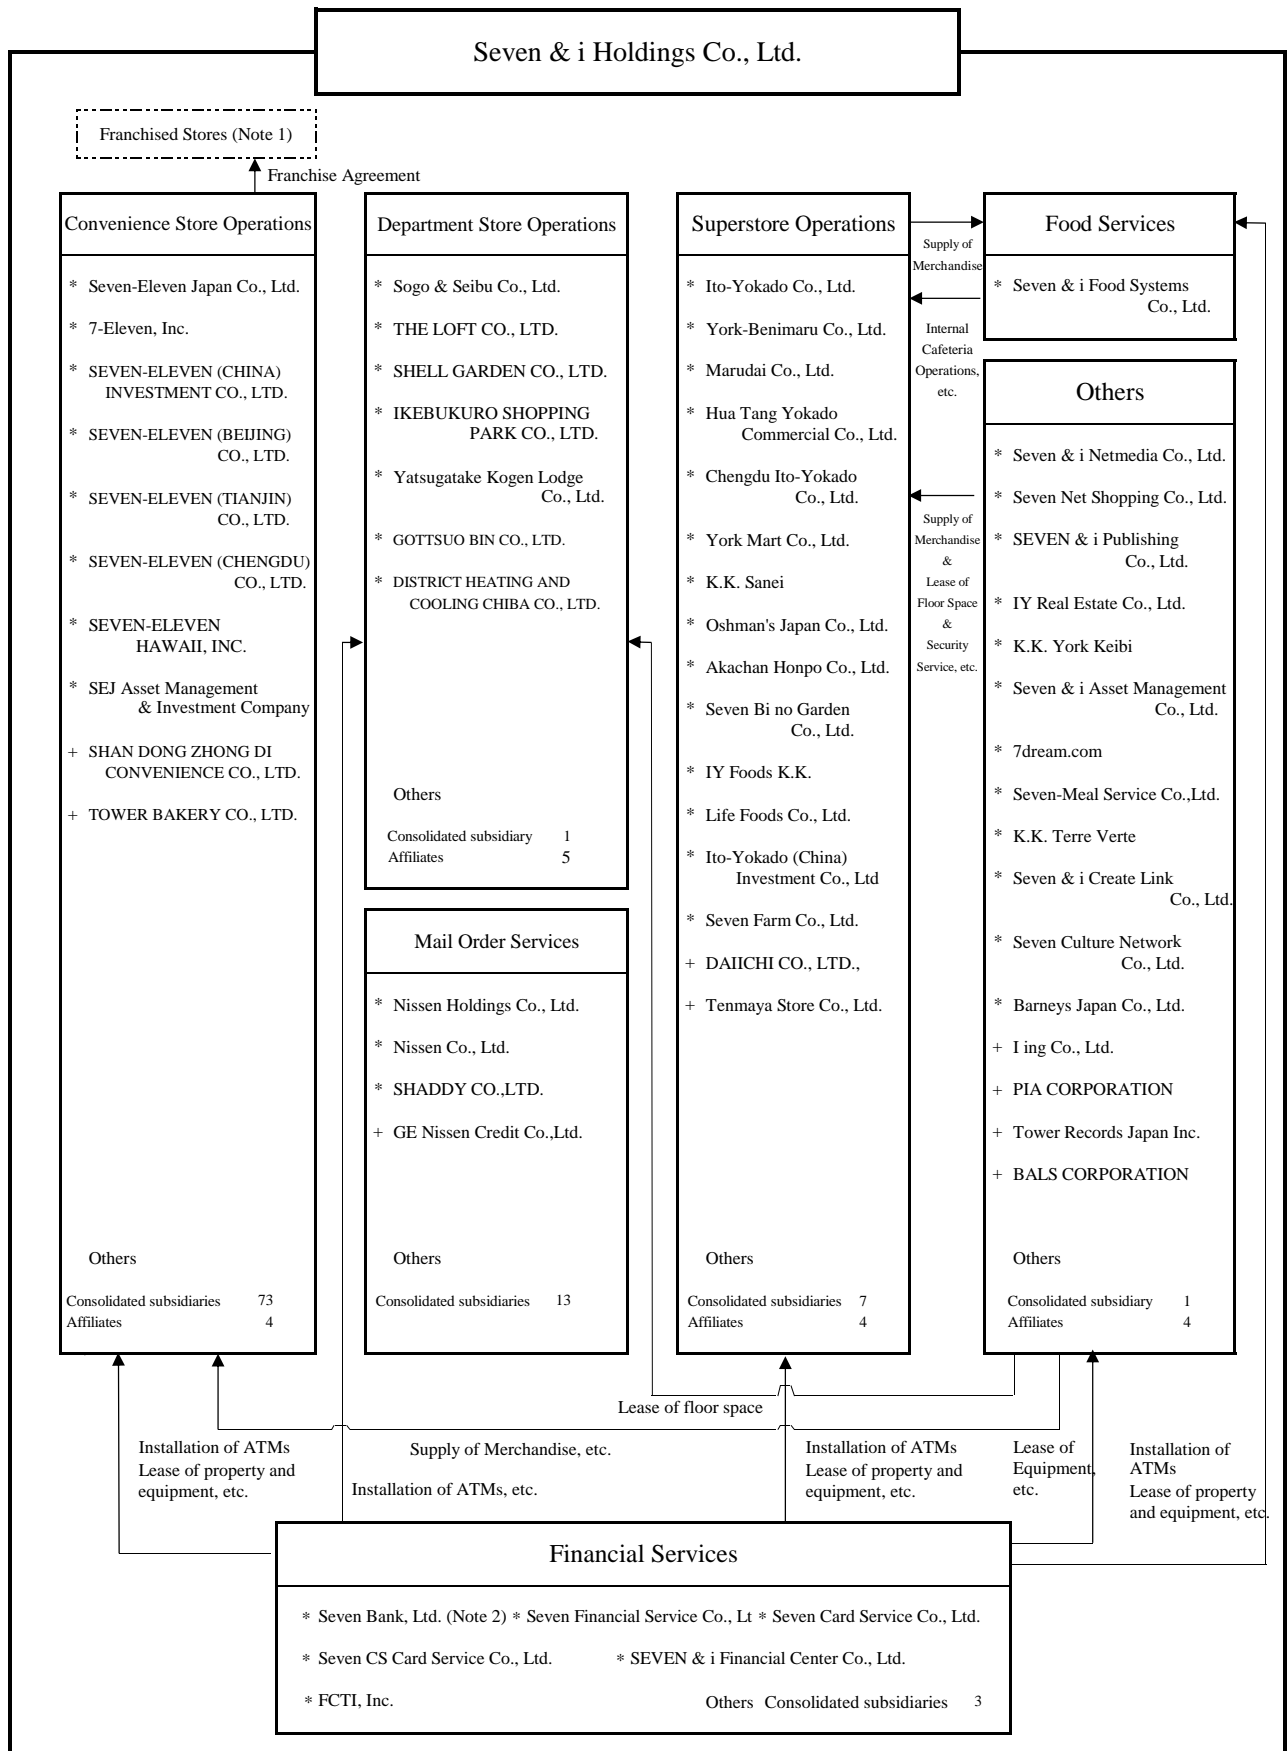 Seven & i Holdings Co., Ltd.
Franchised Stores (Note 1)
Franchise Agreement
Convenience Store Operations
* Seven-Eleven Japan Co., Ltd.
* 7-Eleven, Inc.
* SEVEN-ELEVEN (CHINA)
INVESTMENT CO., LTD.
* SEVEN-ELEVEN (BEIJING)
CO., LTD.
* SEVEN-ELEVEN (TIANJIN)
CO., LTD.
* SEVEN-ELEVEN (CHENGDU)
CO., LTD.
* SEVEN-ELEVEN
HAWAII, INC.
* SEJ Asset Management
& Investment Company
+ SHAN DONG ZHONG DI
CONVENIENCE CO., LTD.
+ TOWER BAKERY CO., LTD.
Others
Consolidated subsidiaries 73
Affiliates 4
Department Store Operations
* Sogo & Seibu Co., Ltd.
* THE LOFT CO., LTD.
* SHELL GARDEN CO., LTD.
* IKEBUKURO SHOPPING
PARK CO., LTD.
* Yatsugatake Kogen Lodge
Co., Ltd.
* GOTTSUO BIN CO., LTD.
* DISTRICT HEATING AND
COOLING CHIBA CO., LTD.
Others
Consolidated subsidiary 1
Affiliates 5
Mail Order Services
* Nissen Holdings Co., Ltd.
* Nissen Co., Ltd.
* SHADDY CO.,LTD.
+ GE Nissen Credit Co.,Ltd.
Others
Consolidated subsidiaries 13
Superstore Operations
* Ito-Yokado Co., Ltd.
* York-Benimaru Co., Ltd.
* Marudai Co., Ltd.
* Hua Tang Yokado
Commercial Co., Ltd.
* Chengdu Ito-Yokado
Co., Ltd.
* York Mart Co., Ltd.
* K.K. Sanei
* Oshman's Japan Co., Ltd.
* Akachan Honpo Co., Ltd.
* Seven Bi no Garden
Co., Ltd.
* IY Foods K.K.
* Life Foods Co., Ltd.
* Ito-Yokado (China)
Investment Co., Ltd
* Seven Farm Co., Ltd.
+ DAIICHI CO., LTD.,
+ Tenmaya Store Co., Ltd.
Others
Consolidated subsidiaries 7
Affiliates 4
Supply of
Merchandise
Internal
Cafeteria
Operations,
etc.
Supply of
Merchandise
&
Lease of
Floor Space
&
Security
Service, etc.
Food Services
* Seven & i Food Systems
Co., Ltd.
Others
* Seven & i Netmedia Co., Ltd.
* Seven Net Shopping Co., Ltd.
* SEVEN & i Publishing
Co., Ltd.
* IY Real Estate Co., Ltd.
* K.K. York Keibi
* Seven & i Asset Management
Co., Ltd.
* 7dream.com
* Seven-Meal Service Co.,Ltd.
* K.K. Terre Verte
* Seven & i Create Link
Co., Ltd.
* Seven Culture Network
Co., Ltd.
* Barneys Japan Co., Ltd.
+ I ing Co., Ltd.
+ PIA CORPORATION
+ Tower Records Japan Inc.
+ BALS CORPORATION
Others
Consolidated subsidiary 1
Affiliates 4
Lease of floor space
Installation of ATMs
Lease of property and
equipment, etc.
Supply of Merchandise, etc.
Installation of ATMs, etc.
Installation of ATMs
Lease of property and
equipment, etc.
Lease of
Equipment,
etc.
Installation of
ATMs
Lease of property
and equipment, etc.
Financial Services
* Seven Bank, Ltd. (Note 2) * Seven Financial Service Co., Lt * Seven Card Service Co., Ltd.
* Seven CS Card Service Co., Ltd. * SEVEN & i Financial Center Co., Ltd.
* FCTI, Inc. Others Consolidated subsidiaries 3